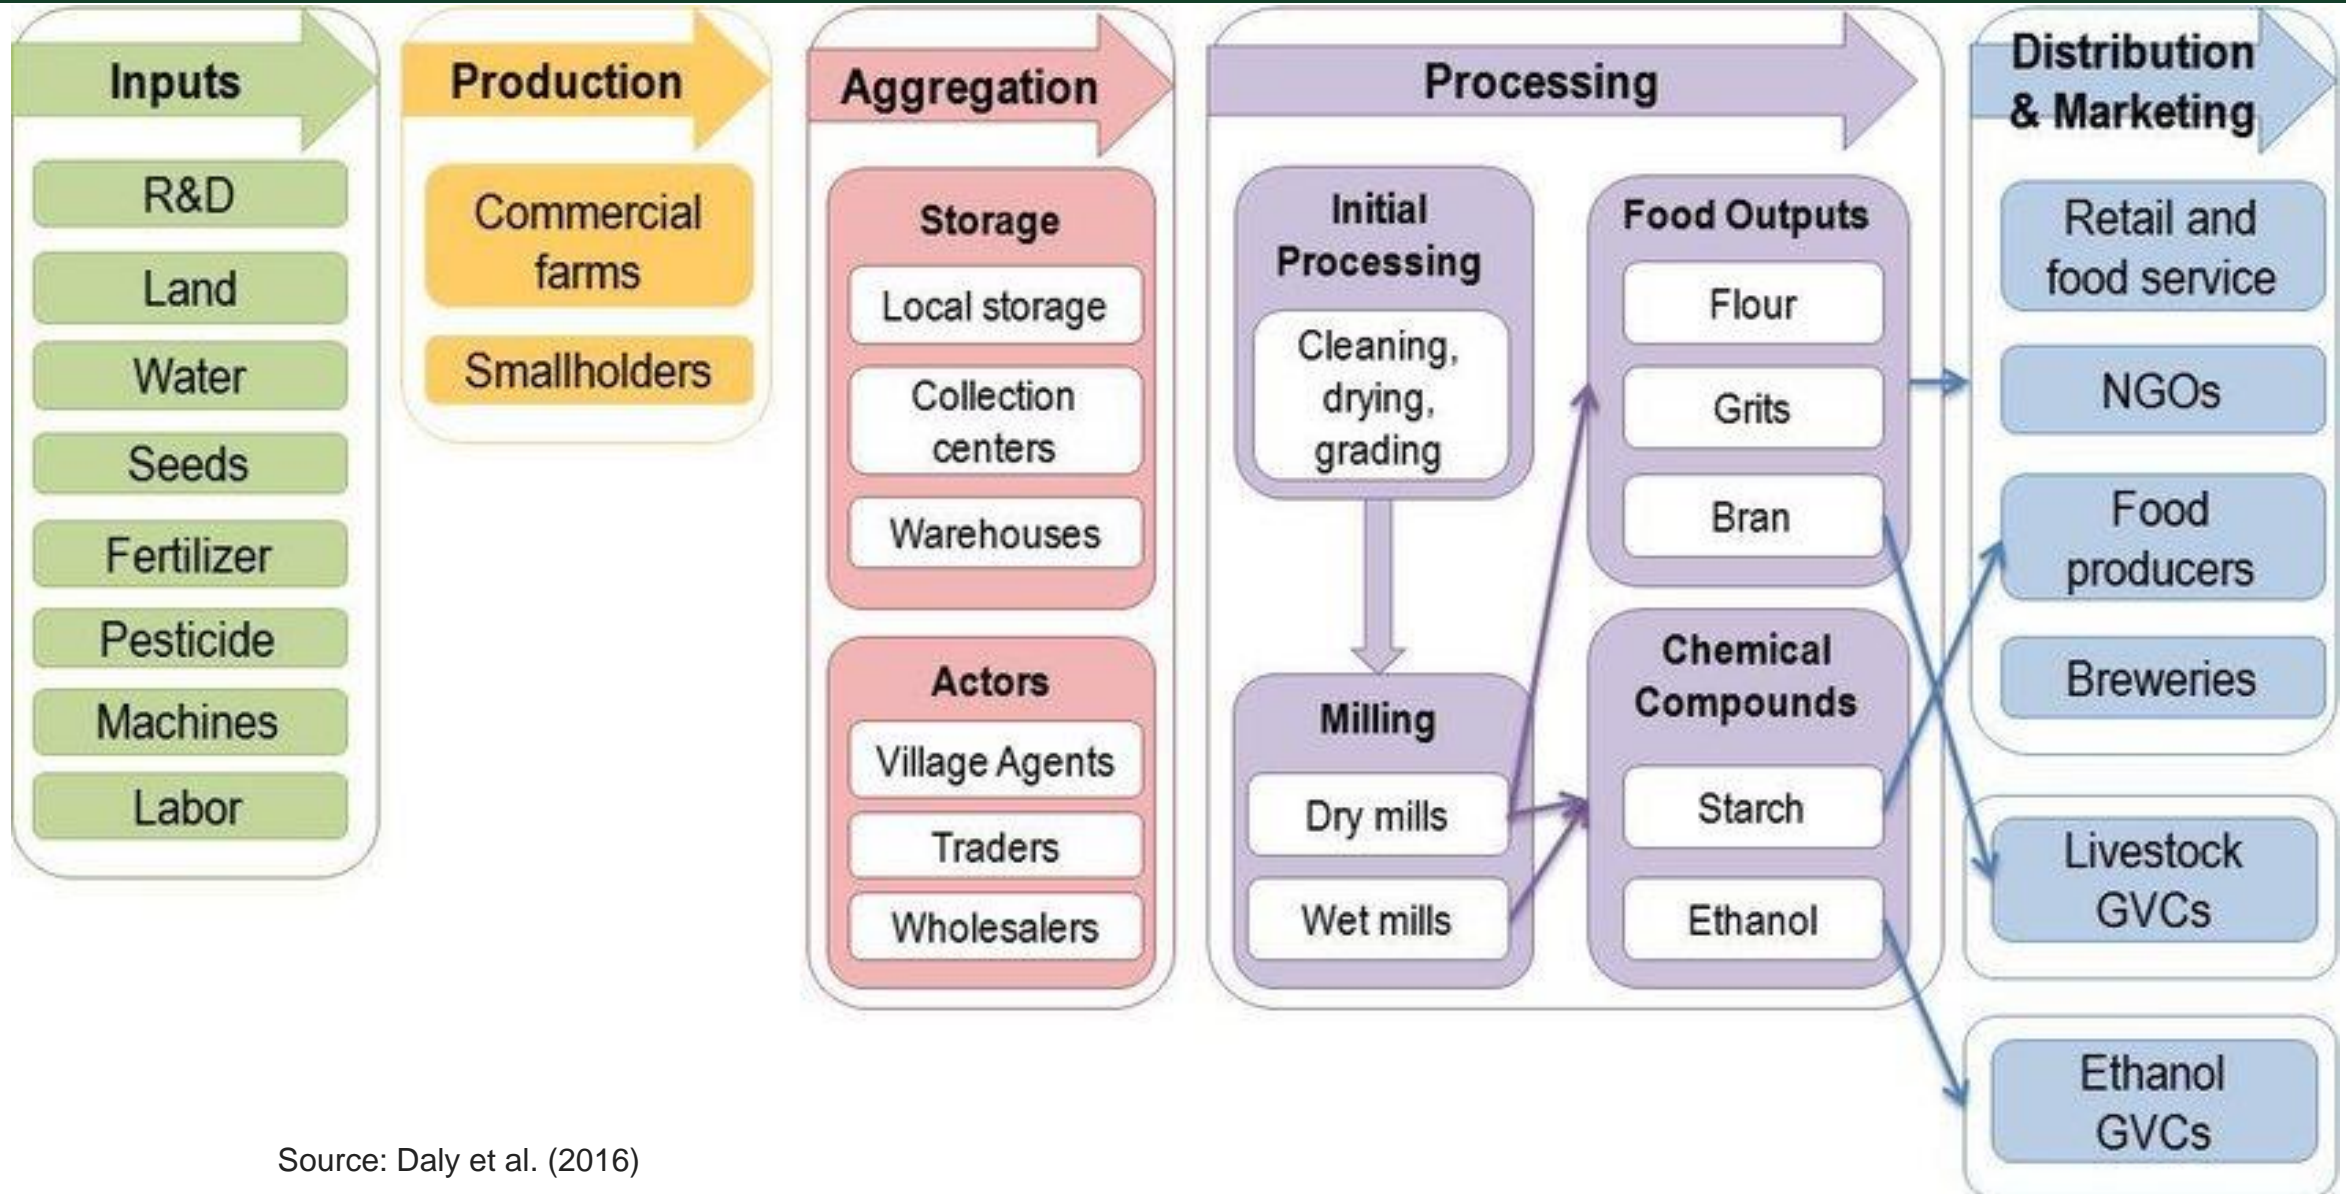 Inputs
R&D
Land
Water
Seeds
Fertilizer
Pesticide
Machines
Labor
Production
Commercial
farms
Smallholders
Aggregation
Storage
Local storage
Collection
centers
Warehouses
Actors
Village Agents
Traders
Wholesalers
Processing
Initial
Processing
Cleaning,
drying,
grading
Milling
Dry mills
Wet mills
Food Outputs
Flour
Grits
Bran
Chemical
Compounds
Starch
Ethanol
Distribution
& Marketing
Retail and
food service
NGOs
Food
producers
Breweries
Livestock
GVCs
Ethanol
GVCs
Source: Daly et al. (2016)